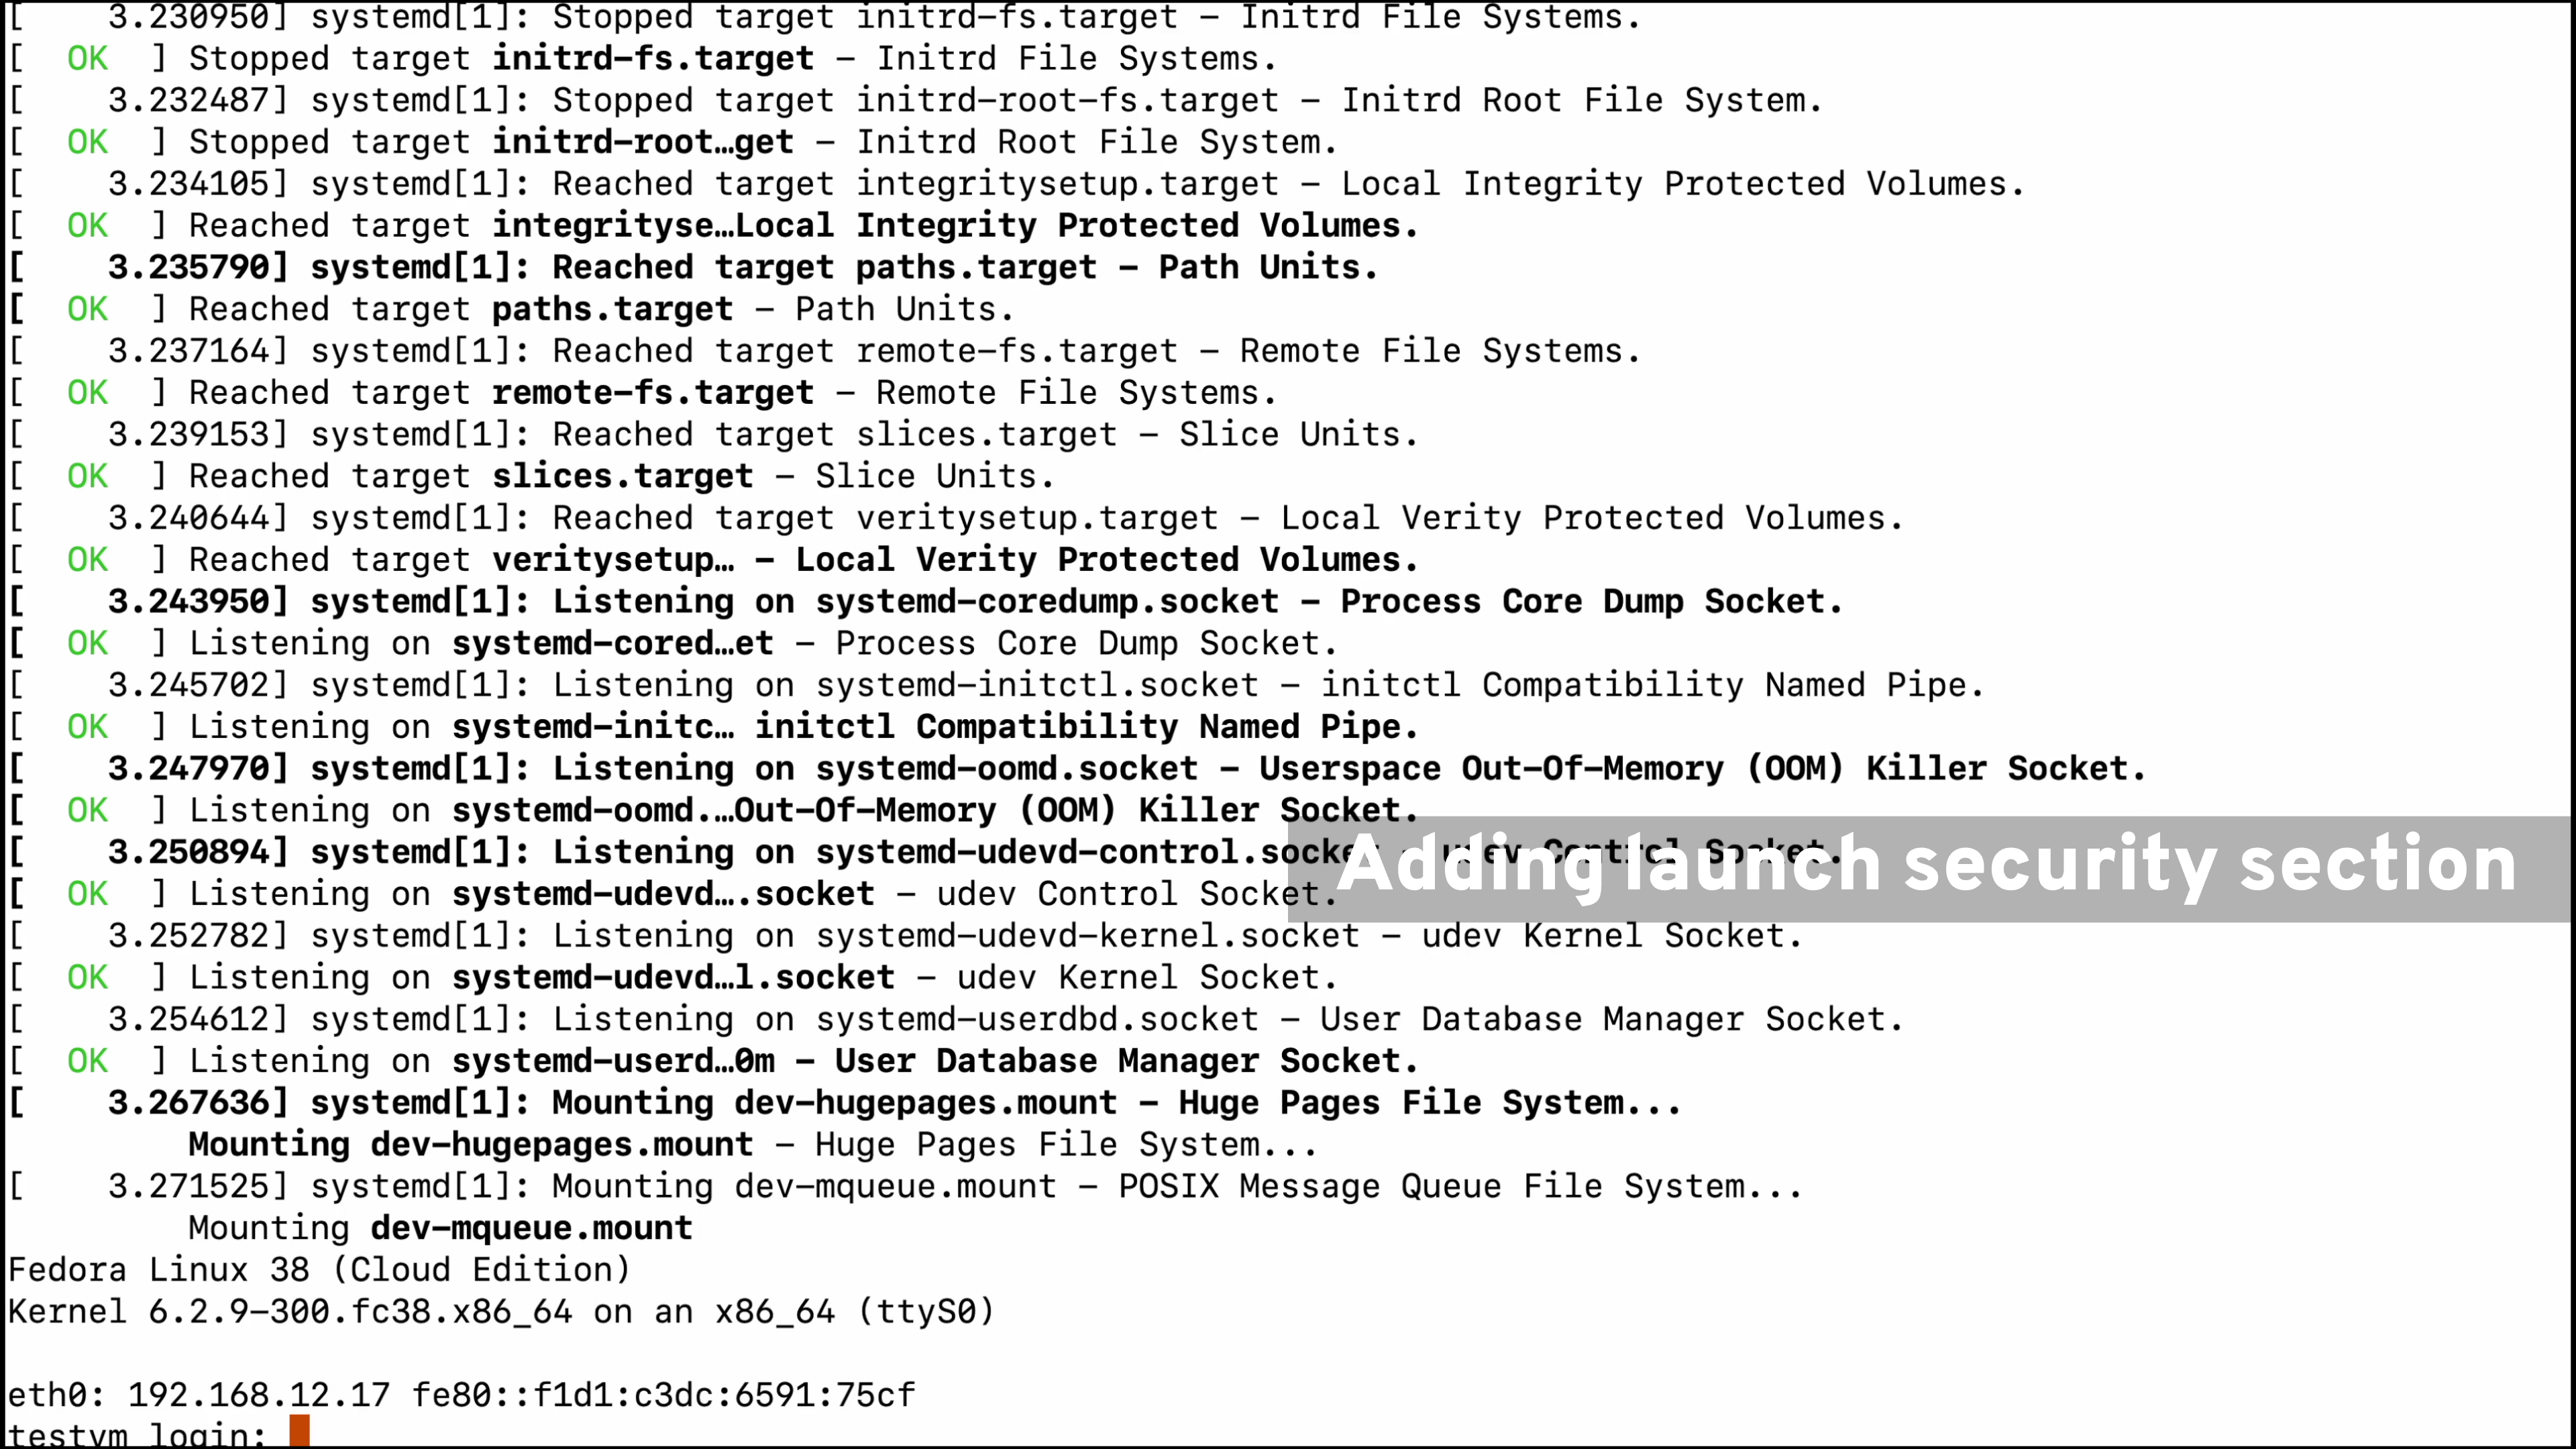 [    3.230950] systemd[1]: Stopped target initrd-fs.target – Initrd File Systems.
[  OK  ] Stopped target initrd-fs.target – Initrd File Systems.
[    3.232487] systemd[1]: Stopped target initrd-root-fs.target – Initrd Root File System.
[  OK  ] Stopped target initrd-root…get – Initrd Root File System.
[    3.234105] systemd[1]: Reached target integritysetup.target – Local Integrity Protected Volumes.
[  OK  ] Reached target integrityse…Local Integrity Protected Volumes.
[    3.235790] systemd[1]: Reached target paths.target – Path Units.
[  OK  ] Reached target paths.target – Path Units.
[    3.237164] systemd[1]: Reached target remote-fs.target – Remote File Systems.
[  OK  ] Reached target remote-fs.target – Remote File Systems.
[    3.239153] systemd[1]: Reached target slices.target – Slice Units.
[  OK  ] Reached target slices.target – Slice Units.
[    3.240644] systemd[1]: Reached target veritysetup.target – Local Verity Protected Volumes.
[  OK  ] Reached target veritysetup… – Local Verity Protected Volumes.
[    3.243950] systemd[1]: Listening on systemd-coredump.socket – Process Core Dump Socket.
[  OK  ] Listening on systemd-cored…et – Process Core Dump Socket.
[    3.245702] systemd[1]: Listening on systemd-initctl.socket – initctl Compatibility Named Pipe.
[  OK  ] Listening on systemd-initc… initctl Compatibility Named Pipe.
[    3.247970] systemd[1]: Listening on systemd-oomd.socket – Userspace Out-Of-Memory (OOM) Killer Socket.
[  OK  ] Listening on systemd-oomd.…Out-Of-Memory (OOM) Killer Socket.
[    3.250894] systemd[1]: Listening on systemd-udevd-control.socket – udev Control Socket.
Adding launch security section
[  OK  ] Listening on systemd-udevd….socket – udev Control Socket.
[    3.252782] systemd[1]: Listening on systemd-udevd-kernel.socket – udev Kernel Socket.
[  OK  ] Listening on systemd-udevd…l.socket – udev Kernel Socket.
[    3.254612] systemd[1]: Listening on systemd-userdbd.socket – User Database Manager Socket.
[  OK  ] Listening on systemd-userd…0m – User Database Manager Socket.
[    3.267636] systemd[1]: Mounting dev-hugepages.mount – Huge Pages File System...
         Mounting dev-hugepages.mount – Huge Pages File System...
[    3.271525] systemd[1]: Mounting dev-mqueue.mount – POSIX Message Queue File System...
         Mounting dev-mqueue.mount
Fedora Linux 38 (Cloud Edition)
Kernel 6.2.9-300.fc38.x86_64 on an x86_64 (ttyS0)
eth0: 192.168.12.17 fe80::f1d1:c3dc:6591:75cf
testvm login: